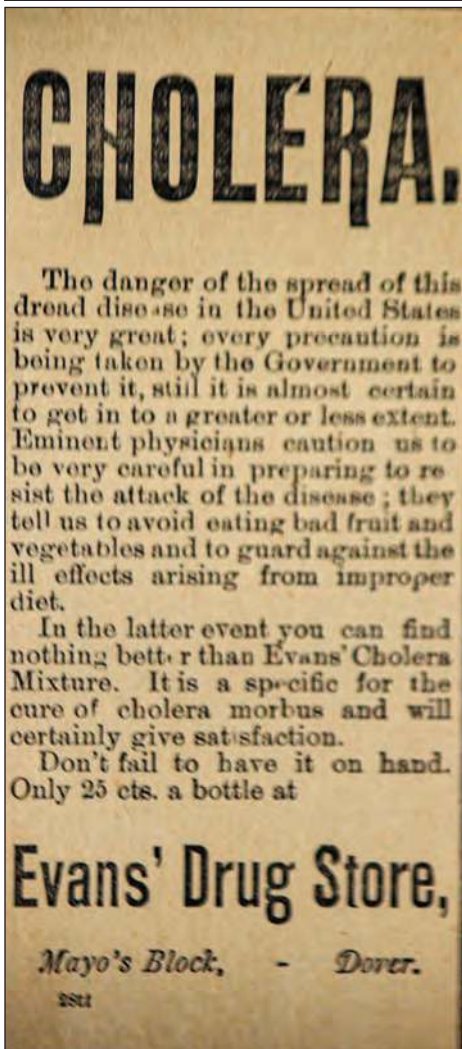 CHOLERA.
The danger of the spread of this
dread disease in the United States
is very great; every precaution is
being taken by the Government to
prevent it, still it is almost certain
to get in to a greater or less extent.
Eminent physicians caution us to
be very careful in preparing to re
sist the attack of the disease; they
tell us to avoid eating bad fruit and
vegetables and to guard against the
ill effects arising from improper
diet.
In the latter event you can find
nothing better than Evans' Cholera
Mixture. It is a specific for the
cure of cholera morbus and will
certainly give satisfaction.
Don't fail to have it on hand.
Only 25 cts. a bottle at
Evans' Drug Store,
Mayo's Block, - Dover.